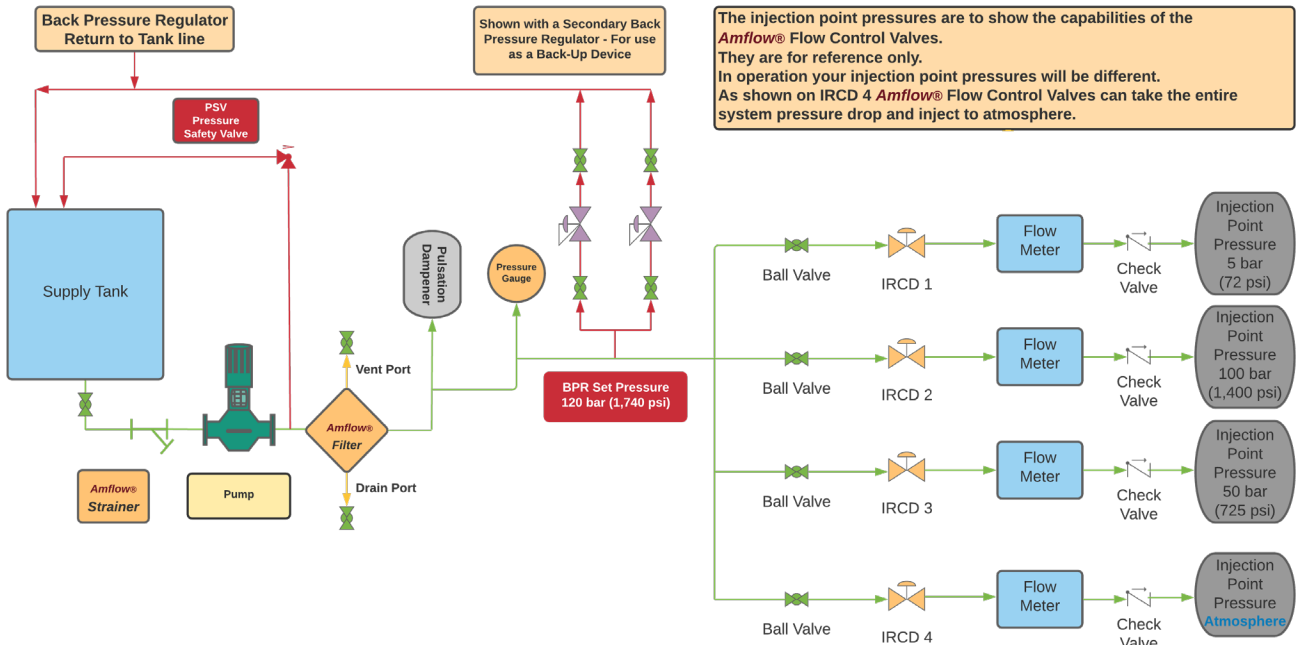 Back Pressure Regulator
Return to Tank line
Shown with a Secondary Back
Pressure Regulator - For use
as a Back-Up Device
The injection point pressures are to show the capabilities of the
Amflow® Flow Control Valves.
They are for reference only.
In operation your injection point pressures will be different.
As shown on IRCD 4 Amflow® Flow Control Valves can take the entire
system pressure drop and inject to atmosphere.
PSV
Pressure
Safety Valve
Supply Tank
Pulsation
Dampener
Pressure
Gauge
Vent Port
Amflow®
Filter
Drain Port
Amflow®
Strainer
Pump
BPR Set Pressure
120 bar (1,740 psi)
Ball Valve
IRCD 1
Flow
Meter
Check
Valve
Injection
Point
Pressure
5 bar
(72 psi)
Ball Valve
IRCD 2
Flow
Meter
Check
Valve
Injection
Point
Pressure
100 bar
(1,400 psi)
Ball Valve
IRCD 3
Flow
Meter
Check
Valve
Injection
Point
Pressure
50 bar
(725 psi)
Ball Valve
IRCD 4
Flow
Meter
Check
Valve
Injection
Point
Pressure
Atmosphere